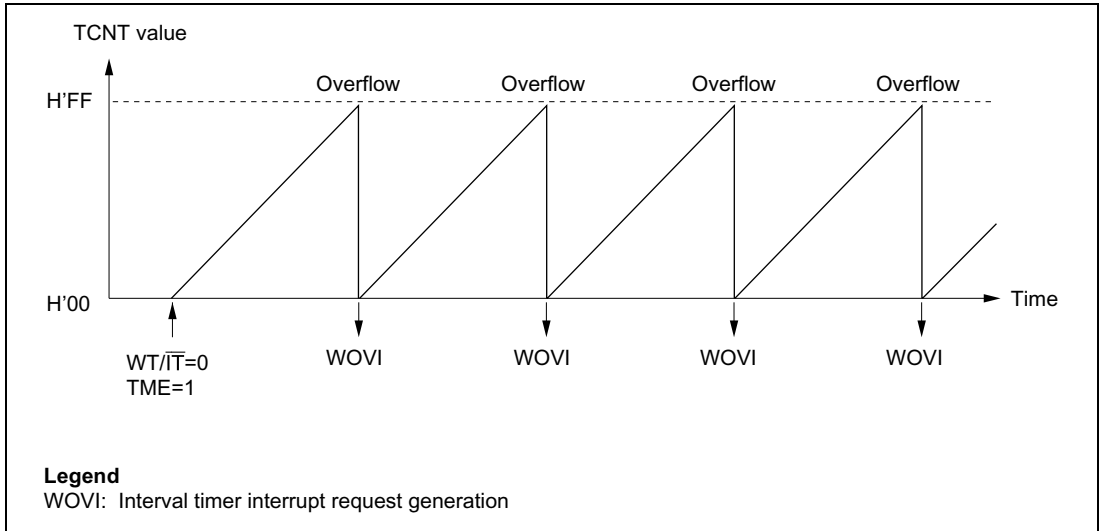 TCNT value
Overflow Overflow Overflow Overflow
H'FF
H'00
Time
WT/I̅T̅=0
TME=1
WOVI WOVI WOVI WOVI
Legend
WOVI: Interval timer interrupt request generation